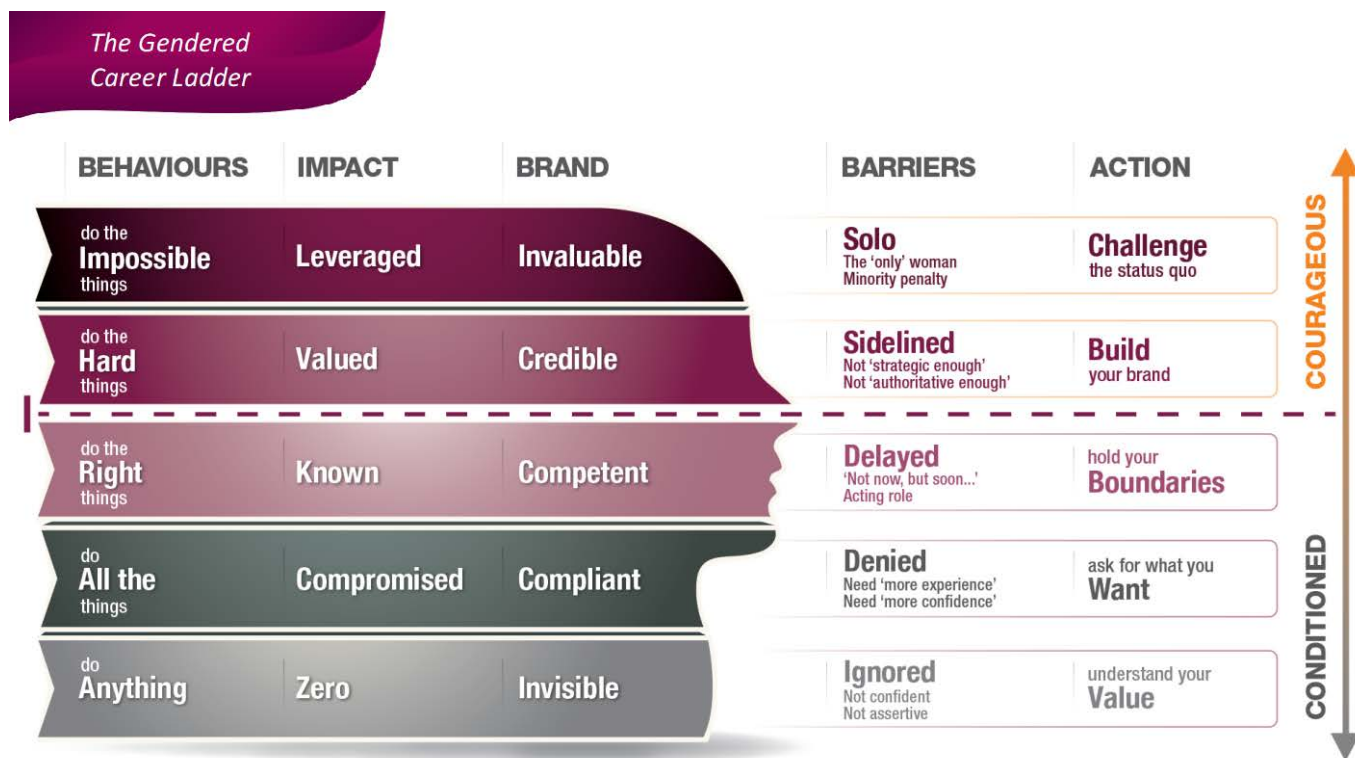 The Gendered
Career Ladder
BEHAVIOURS IMPACT BRAND BARRIERS ACTION
do the
Impossible
things
Leveraged
Invaluable
Solo
The 'only' woman
Minority penalty
Challenge
the status quo
do the
Hard
things
Valued
Credible
Sidelined
Not 'strategic enough'
Not 'authoritative enough'
Build
your brand
do the
Right
things
Known
Competent
Delayed
'Not now, but soon...'
Acting role
hold your
Boundaries
do
All the
things
Compromised
Compliant
Denied
Need 'more experience'
Need 'more confidence'
ask for what you
Want
do
Anything
Zero
Invisible
Ignored
Not confident
Not assertive
understand your
Value
COURAGEOUS
CONDITIONED